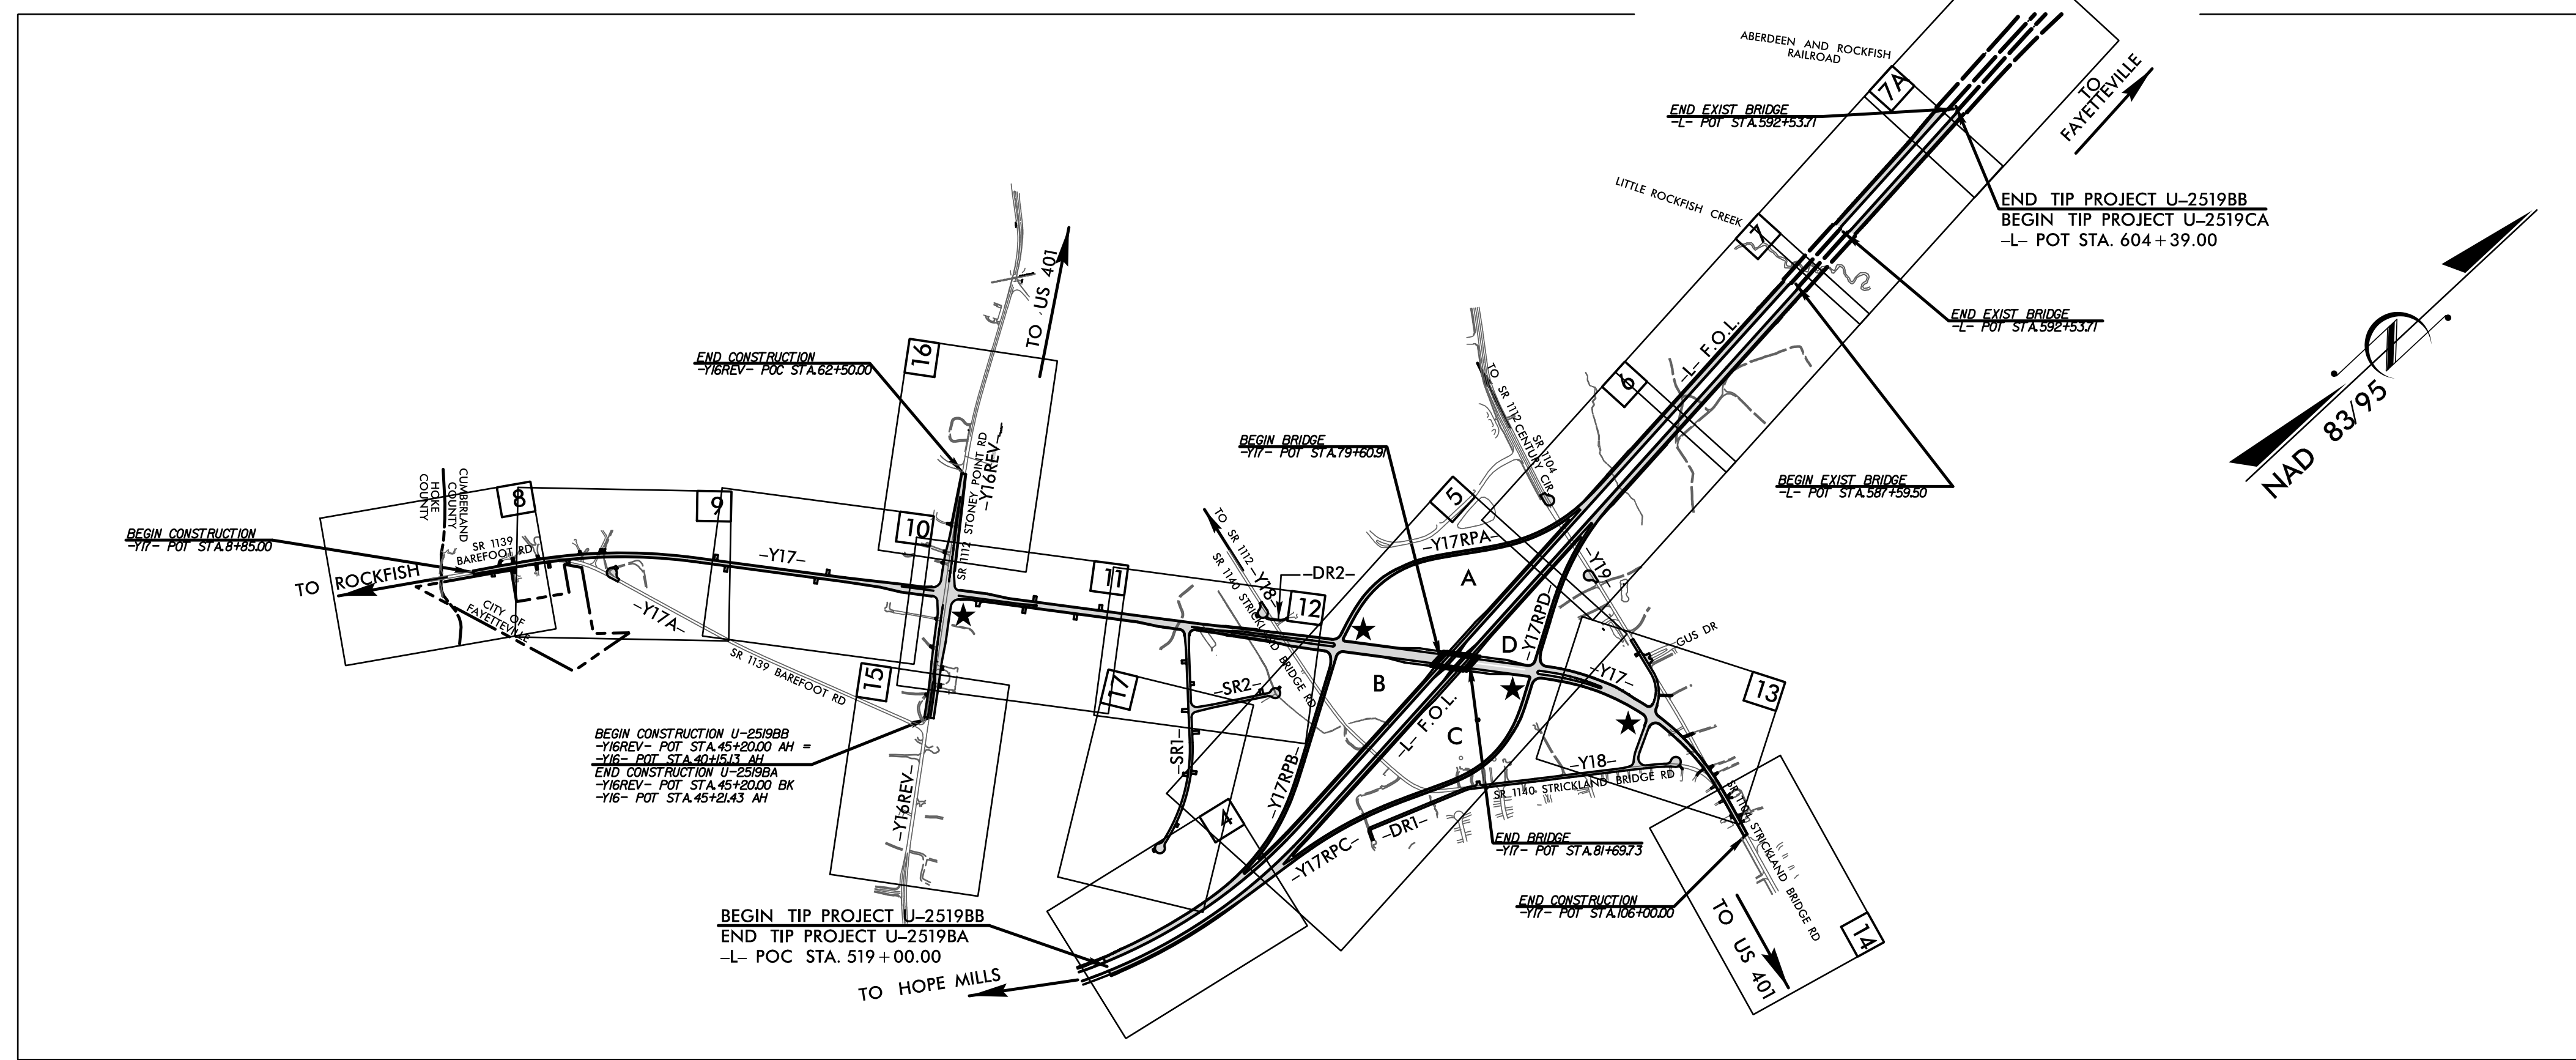 ABERDEEN AND ROCKFISH
RAILROAD
7A
TO
FAYETTEVILLE
END EXIST BRIDGE
-L- POT STA.592+53.71
END TIP PROJECT U-2519BB
BEGIN TIP PROJECT U-2519CA
-L- POT STA. 604+39.00
LITTLE ROCKFISH CREEK
7
END EXIST BRIDGE
-L- POT STA.592+53.71
NAD 83/95
TO US 401
16
END CONSTRUCTION
-Y16REV- POC STA.62+50.00
-L- F.O.L.
6
TO SR 1112
SR 1104
CENTURY CIR
BEGIN BRIDGE
-Y17- POT STA.79+60.91
BEGIN EXIST BRIDGE
-L- POT STA.587+59.50
CUMBERLAND
COUNTY
HOKE
COUNTY
8
9
10
-Y16REV-
SR 1112 STONEY POINT RD
5
BEGIN CONSTRUCTION
-Y17- POT STA.8+85.00
SR 1139
BAREFOOT RD
-Y17-
TO SR 1112
-Y18-
SR 1140 STRICKLAND BRIDGE RD
-Y17RPA-
A
-Y19-
TO ROCKFISH
CITY OF
FAYETTEVILLE
-Y17A-
SR 1139 BAREFOOT RD
11
-DR2-
12
-Y17RPD-
D
GUS DR
-Y17-
B
13
15
17
-SR2-
-SR1-
-Y17RPB-
-L- F.O.L.
C
BEGIN CONSTRUCTION U-2519BB
-Y16REV- POT STA.45+20.00 AH =
-Y16- POT STA.40+15.13 AH
END CONSTRUCTION U-2519BA
-Y16REV- POT STA.45+20.00 BK
-Y16- POT STA.45+21.43 AH
-Y16REV-
-Y18-
SR 1140 STRICKLAND BRIDGE RD
4
-Y17RPC-
-DR1-
END BRIDGE
-Y17- POT STA.81+69.73
SR 1104 STRICKLAND BRIDGE RD
END CONSTRUCTION
-Y17- POT STA.106+00.00
TO US 401
14
BEGIN TIP PROJECT U-2519BB
END TIP PROJECT U-2519BA
-L- POC STA. 519+00.00
TO HOPE MILLS